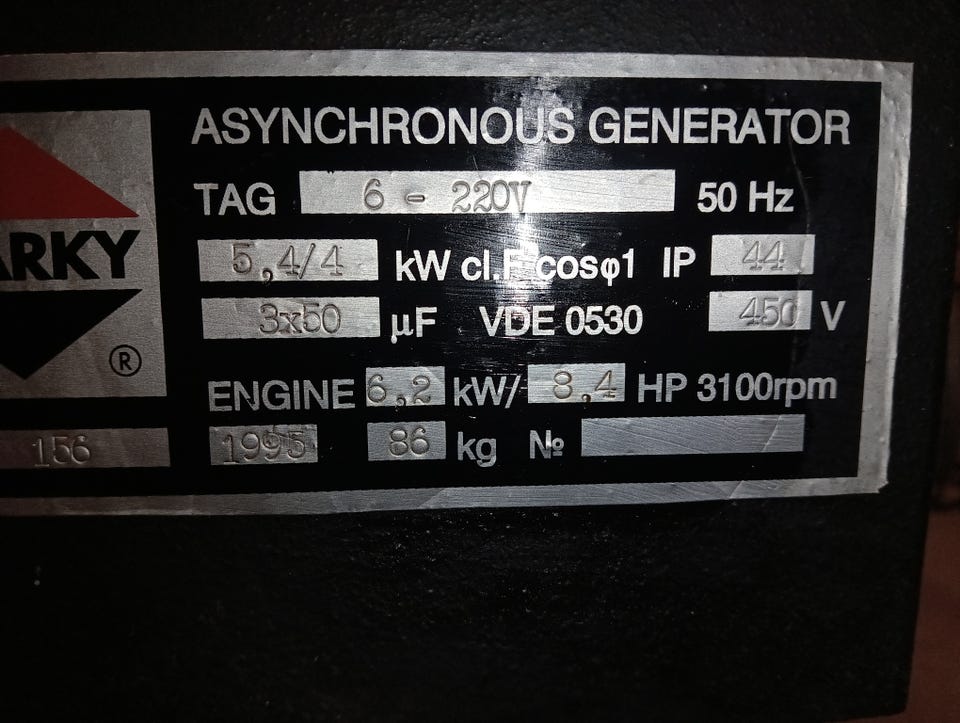 ASYNCHRONOUS GENERATOR
TAG 6 - 220V 50 Hz
ARKY ®
5,4/4 kW cl.F cosφ1 IP 44
3x50 µF VDE 0530 450 V
ENGINE 6,2 kW/ 8,4 HP 3100rpm
156 1995 86 kg №